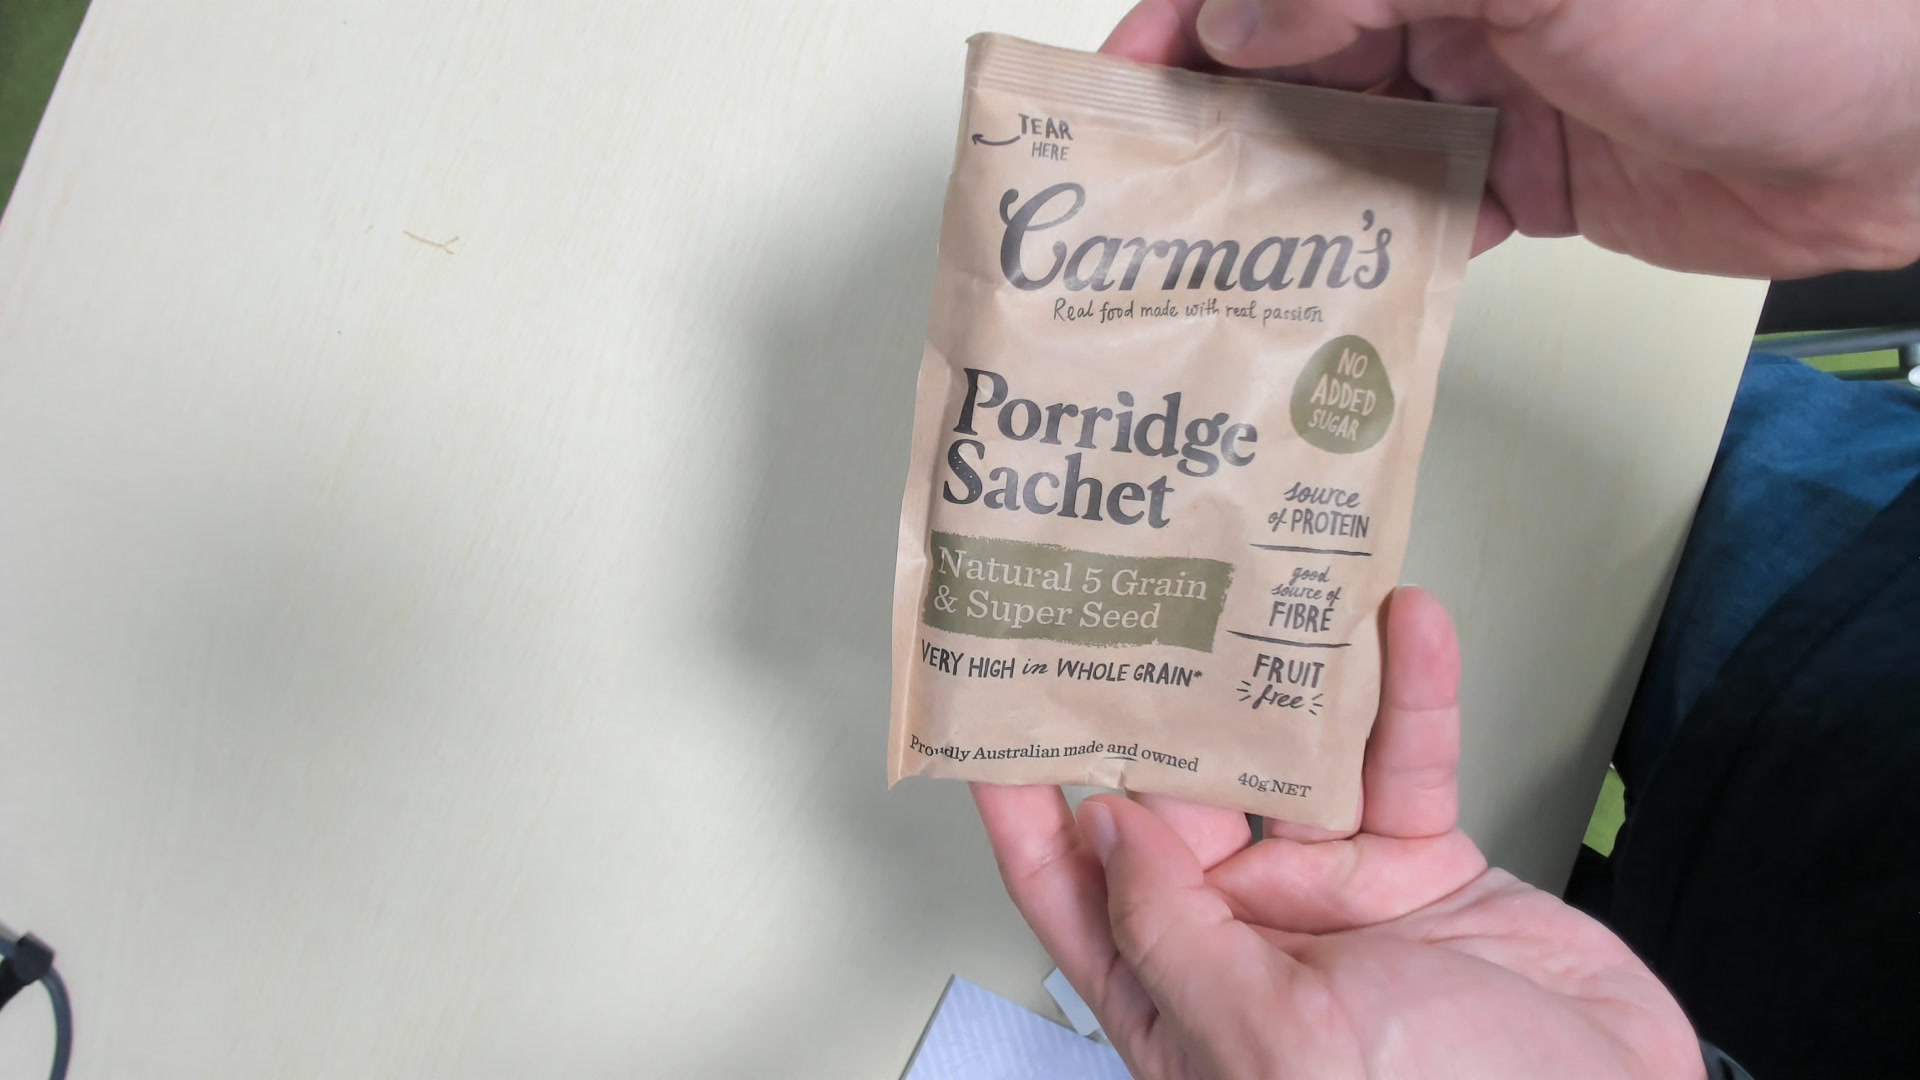 TEAR
HERE
Carman's
Real food made with real passion
NO
ADDED
SUGAR
Porridge
Sachet
source
of PROTEIN
Natural 5 Grain
& Super Seed
good
source of
FIBRE
VERY HIGH in WHOLE GRAIN*
FRUIT
free
Proudly Australian made and owned
40g NET